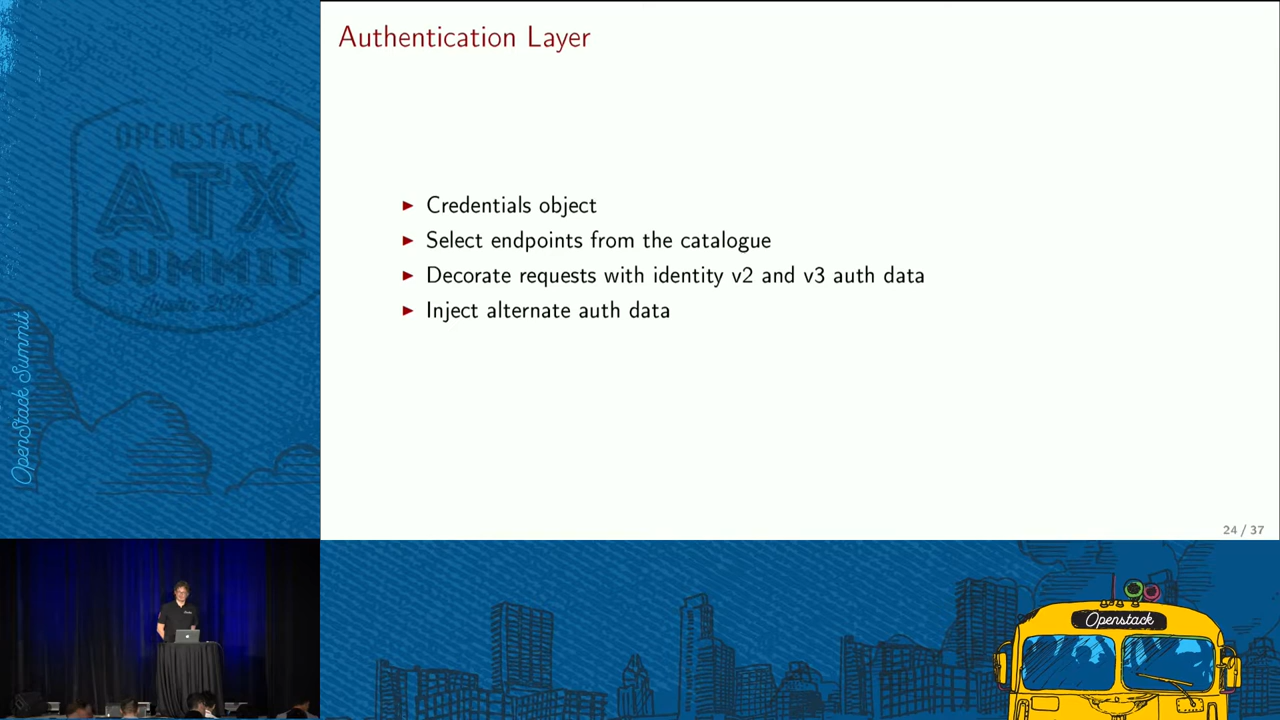 Authentication Layer
Credentials object
Select endpoints from the catalogue
Decorate requests with identity v2 and v3 auth data
Inject alternate auth data
24 / 37
OPENSTACK
ATX
SUMMIT
OpenStack Summit
Openstack